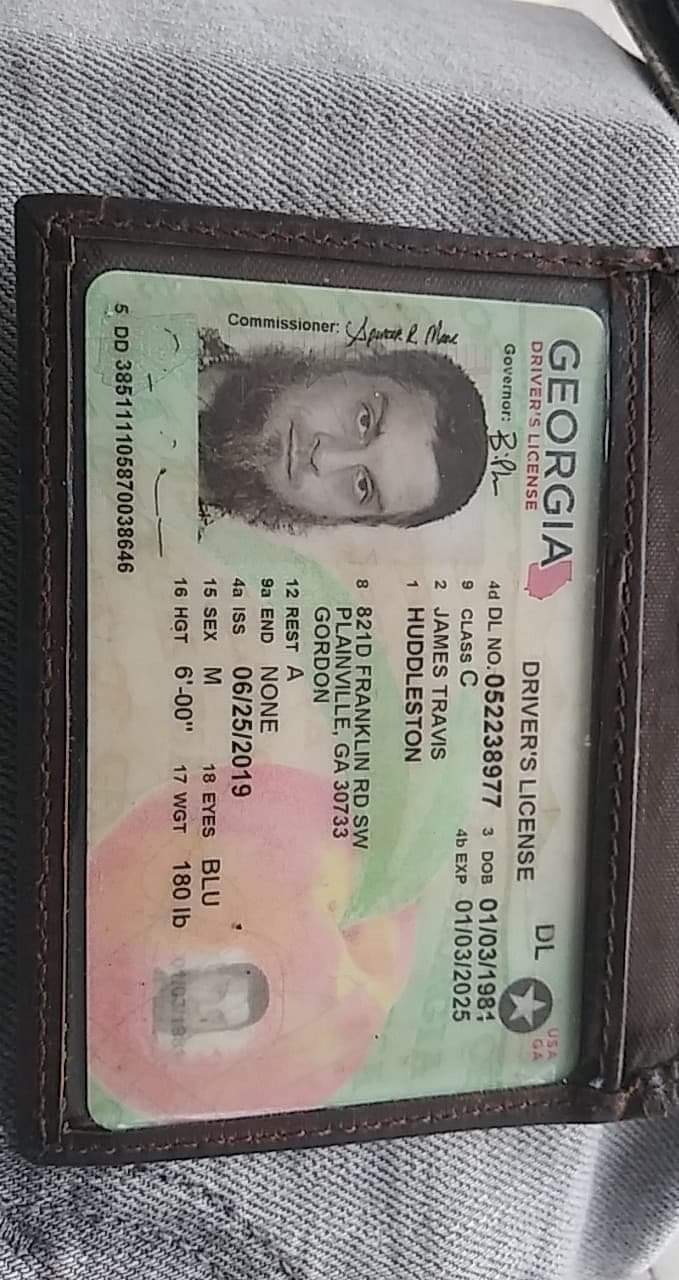 GEORGIA
DRIVER'S LICENSE
DRIVER'S LICENSE
DL
USA
GA
Governor:
4d DL NO. 052238977 3 DOB 01/03/1984
9 CLASS C 4b EXP 01/03/2025
2 JAMES TRAVIS
1 HUDDLESTON
8 821D FRANKLIN RD SW
PLAINVILLE, GA 30733
GORDON
12 REST A
9a END NONE
4a ISS 06/25/2019
15 SEX M 18 EYES BLU
16 HGT 6'-00" 17 WGT 180 lb
Commissioner:
5 DD 385111105870038646